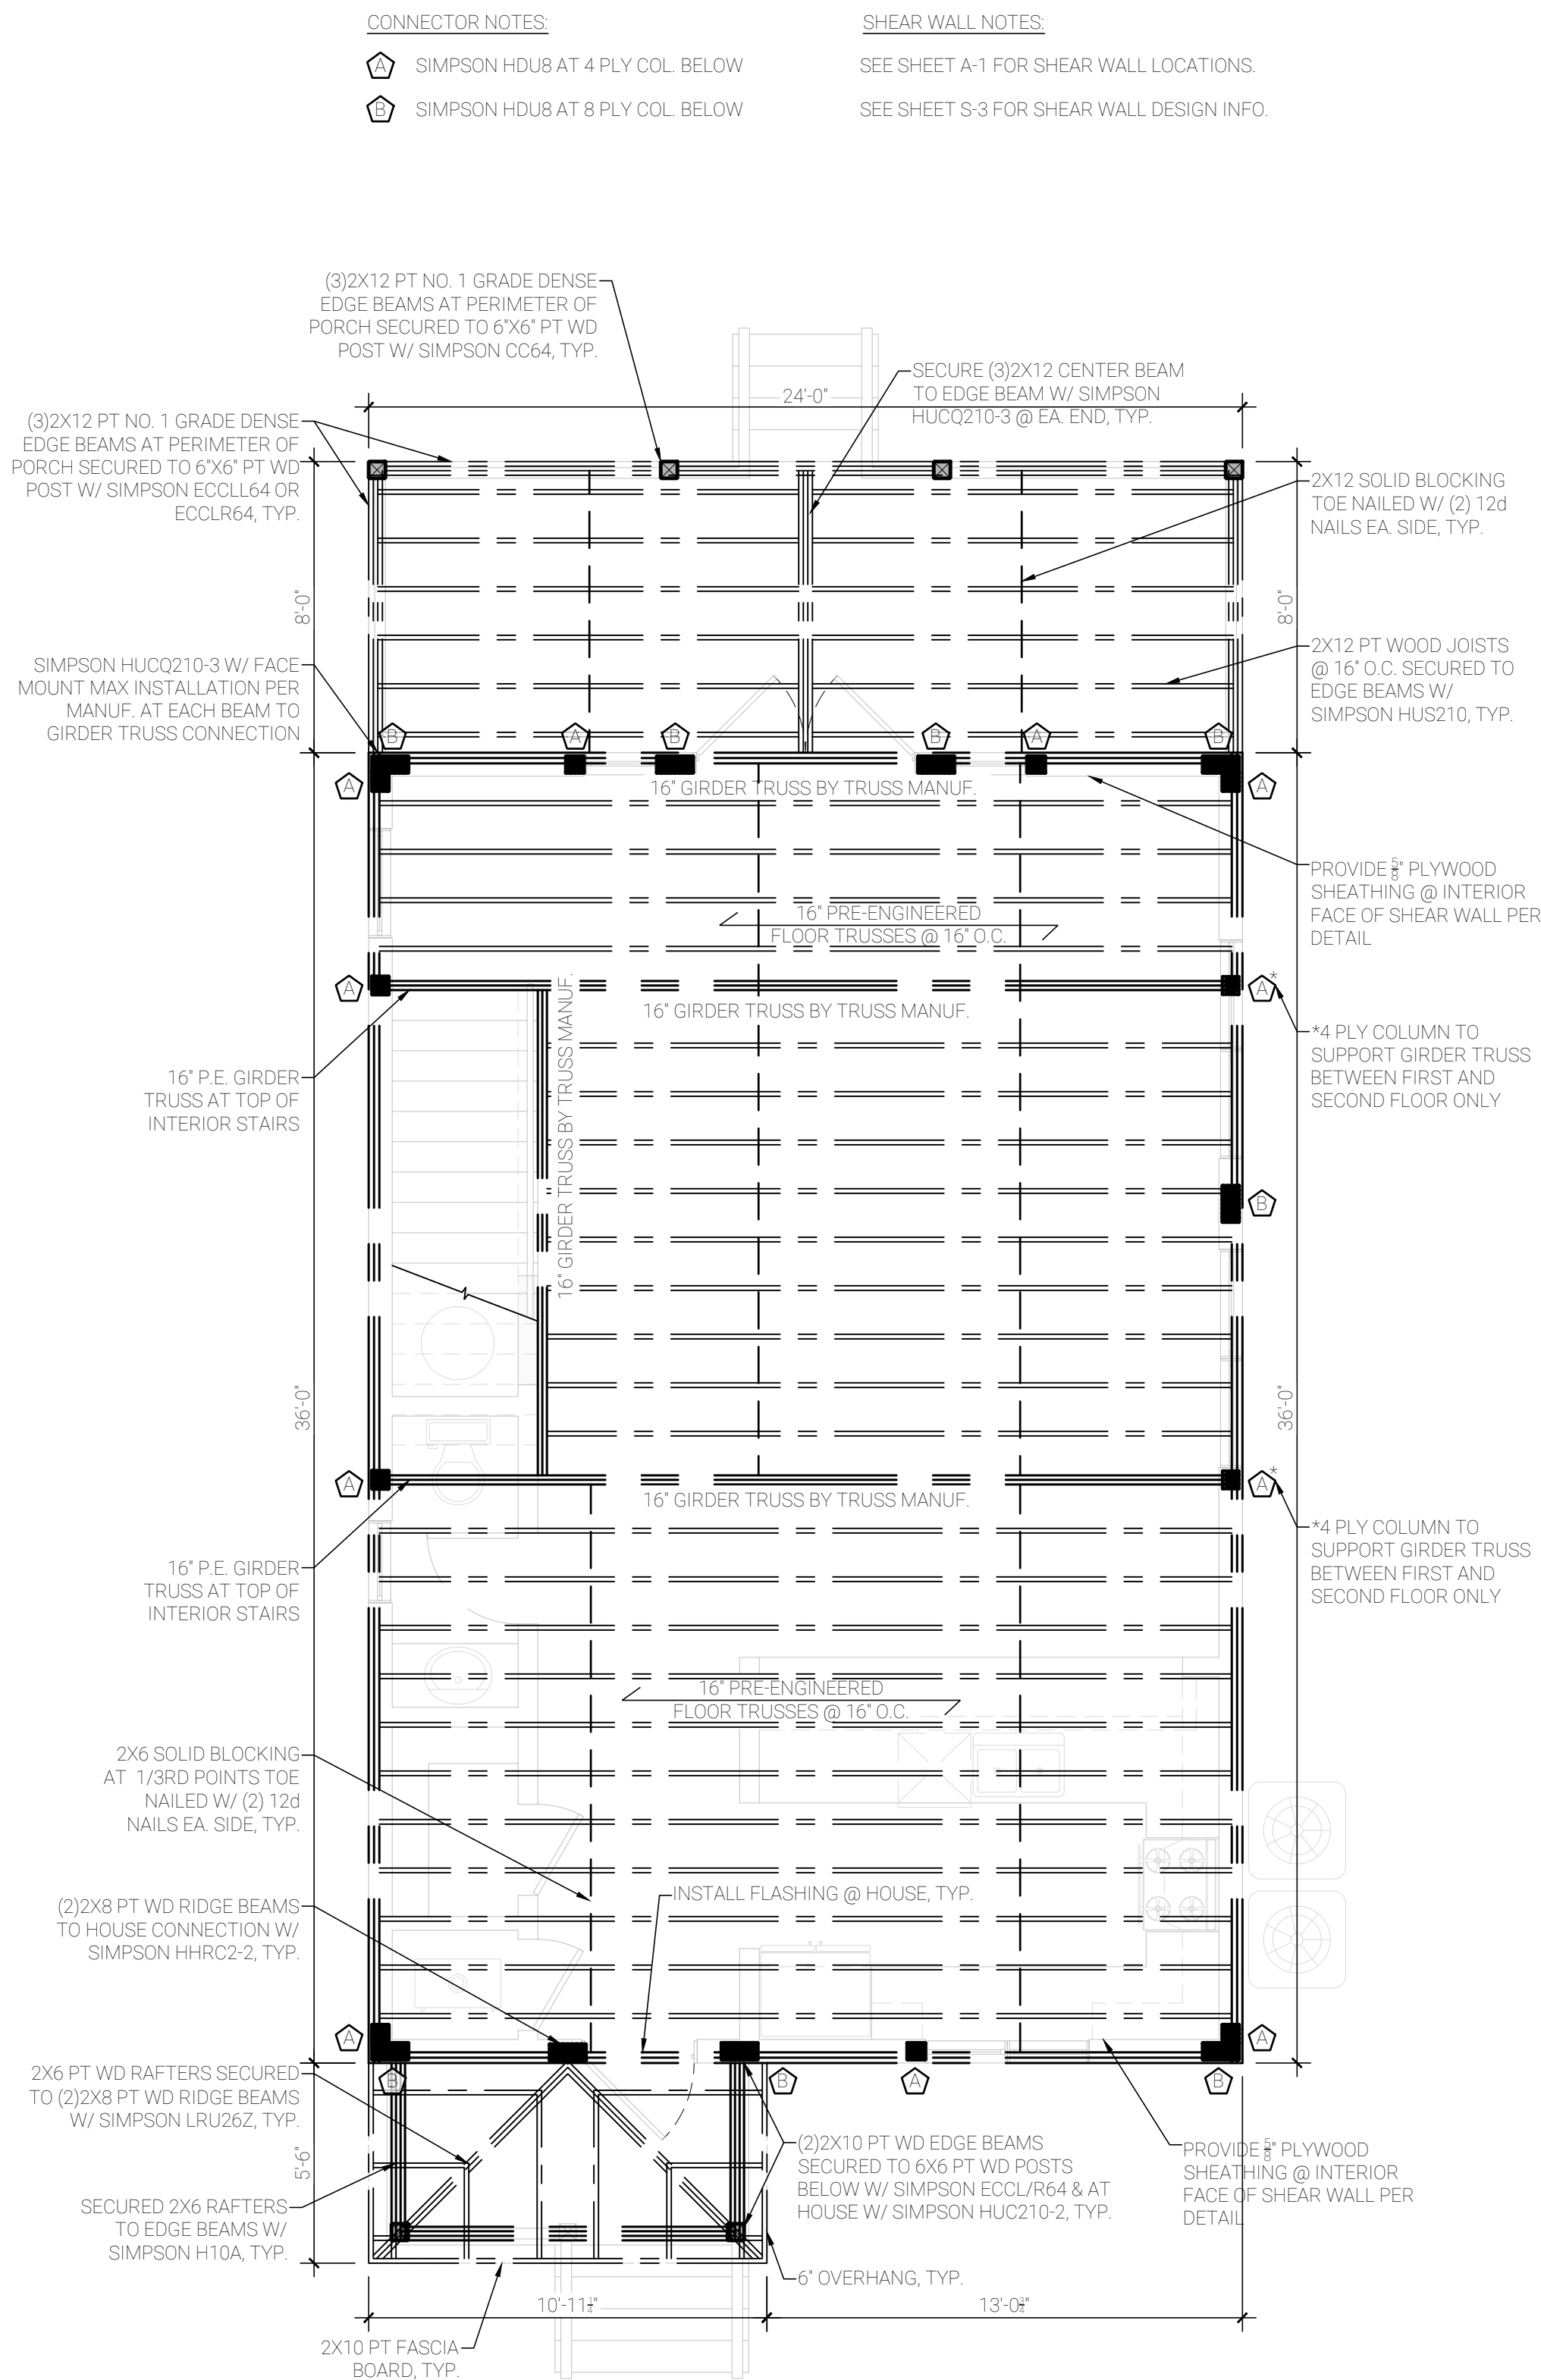 CONNECTOR NOTES:
A SIMPSON HDU8 AT 4 PLY COL. BELOW
B SIMPSON HDU8 AT 8 PLY COL. BELOW
SHEAR WALL NOTES:
SEE SHEET A-1 FOR SHEAR WALL LOCATIONS.
SEE SHEET S-3 FOR SHEAR WALL DESIGN INFO.
(3)2X12 PT NO. 1 GRADE DENSE
EDGE BEAMS AT PERIMETER OF
PORCH SECURED TO 6"X6" PT WD
POST W/ SIMPSON CC64, TYP.
SECURE (3)2X12 CENTER BEAM
TO EDGE BEAM W/ SIMPSON
HUCQ210-3 @ EA. END, TYP.
24'-0"
(3)2X12 PT NO. 1 GRADE DENSE
EDGE BEAMS AT PERIMETER OF
PORCH SECURED TO 6"X6" PT WD
POST W/ SIMPSON ECCLL64 OR
ECCLR64, TYP.
2X12 SOLID BLOCKING
TOE NAILED W/ (2) 12d
NAILS EA. SIDE, TYP.
8'-0"
8'-0"
SIMPSON HUCQ210-3 W/ FACE
MOUNT MAX INSTALLATION PER
MANUF. AT EACH BEAM TO
GIRDER TRUSS CONNECTION
2X12 PT WOOD JOISTS
@ 16" O.C. SECURED TO
EDGE BEAMS W/
SIMPSON HUS210, TYP.
B A B B A B
A A
16" GIRDER TRUSS BY TRUSS MANUF.
PROVIDE 5/8" PLYWOOD
SHEATHING @ INTERIOR
FACE OF SHEAR WALL PER
DETAIL
16" PRE-ENGINEERED
FLOOR TRUSSES @ 16" O.C.
A A*
16" GIRDER TRUSS BY TRUSS MANUF.
16" GIRDER TRUSS BY TRUSS MANUF.
*4 PLY COLUMN TO
SUPPORT GIRDER TRUSS
BETWEEN FIRST AND
SECOND FLOOR ONLY
16" P.E. GIRDER
TRUSS AT TOP OF
INTERIOR STAIRS
B
36'-0"
36'-0"
A A*
16" GIRDER TRUSS BY TRUSS MANUF.
*4 PLY COLUMN TO
SUPPORT GIRDER TRUSS
BETWEEN FIRST AND
SECOND FLOOR ONLY
16" P.E. GIRDER
TRUSS AT TOP OF
INTERIOR STAIRS
16" PRE-ENGINEERED
FLOOR TRUSSES @ 16" O.C.
2X6 SOLID BLOCKING
AT 1/3RD POINTS TOE
NAILED W/ (2) 12d
NAILS EA. SIDE, TYP.
INSTALL FLASHING @ HOUSE, TYP.
(2)2X8 PT WD RIDGE BEAMS
TO HOUSE CONNECTION W/
SIMPSON HHRC2-2, TYP.
A A
B B A B
2X6 PT WD RAFTERS SECURED
TO (2)2X8 PT WD RIDGE BEAMS
W/ SIMPSON LRU26Z, TYP.
5'-6"
(2)2X10 PT WD EDGE BEAMS
SECURED TO 6X6 PT WD POSTS
BELOW W/ SIMPSON ECCL/R64 & AT
HOUSE W/ SIMPSON HUC210-2, TYP.
PROVIDE 5/8" PLYWOOD
SHEATHING @ INTERIOR
FACE OF SHEAR WALL PER
DETAIL
SECURED 2X6 RAFTERS
TO EDGE BEAMS W/
SIMPSON H10A, TYP.
6" OVERHANG, TYP.
10'-11 1/4"
13'-0 3/4"
2X10 PT FASCIA
BOARD, TYP.